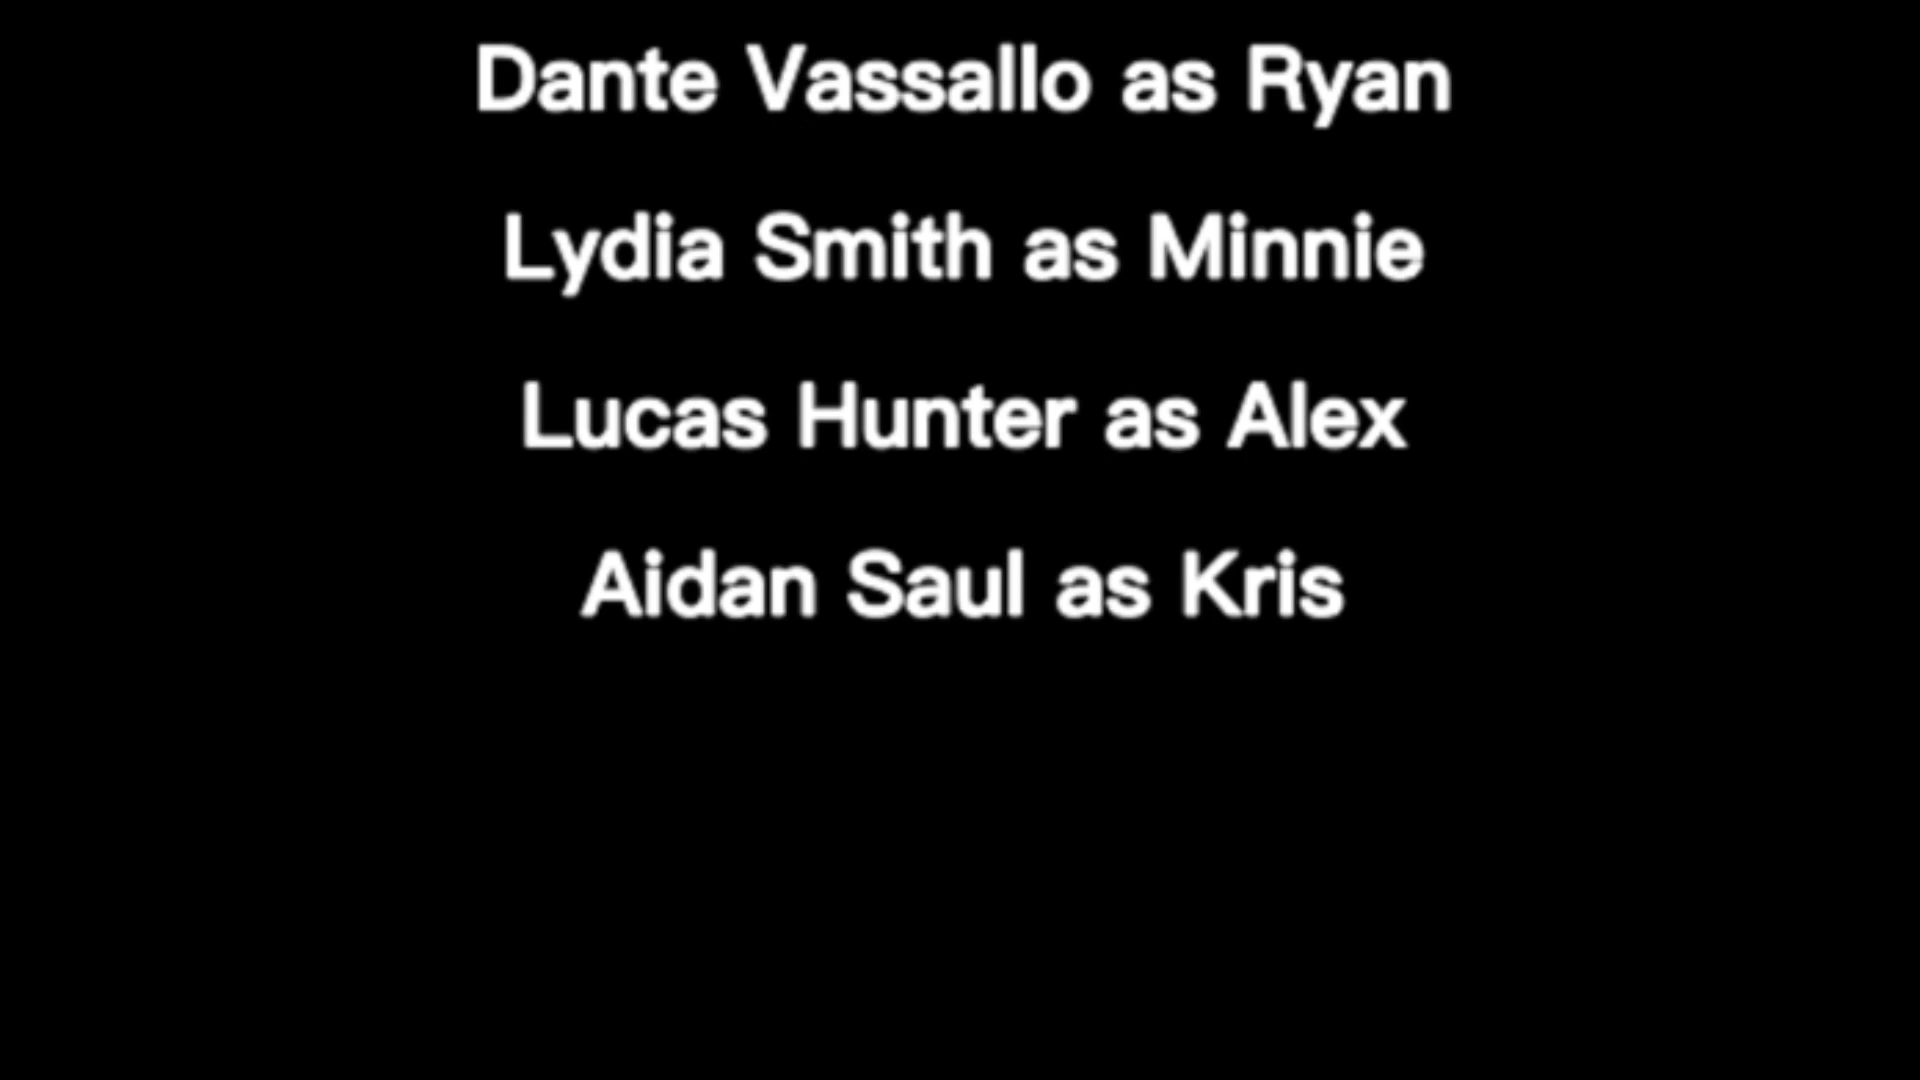 Dante Vassallo as Ryan
Lydia Smith as Minnie
Lucas Hunter as Alex
Aidan Saul as Kris